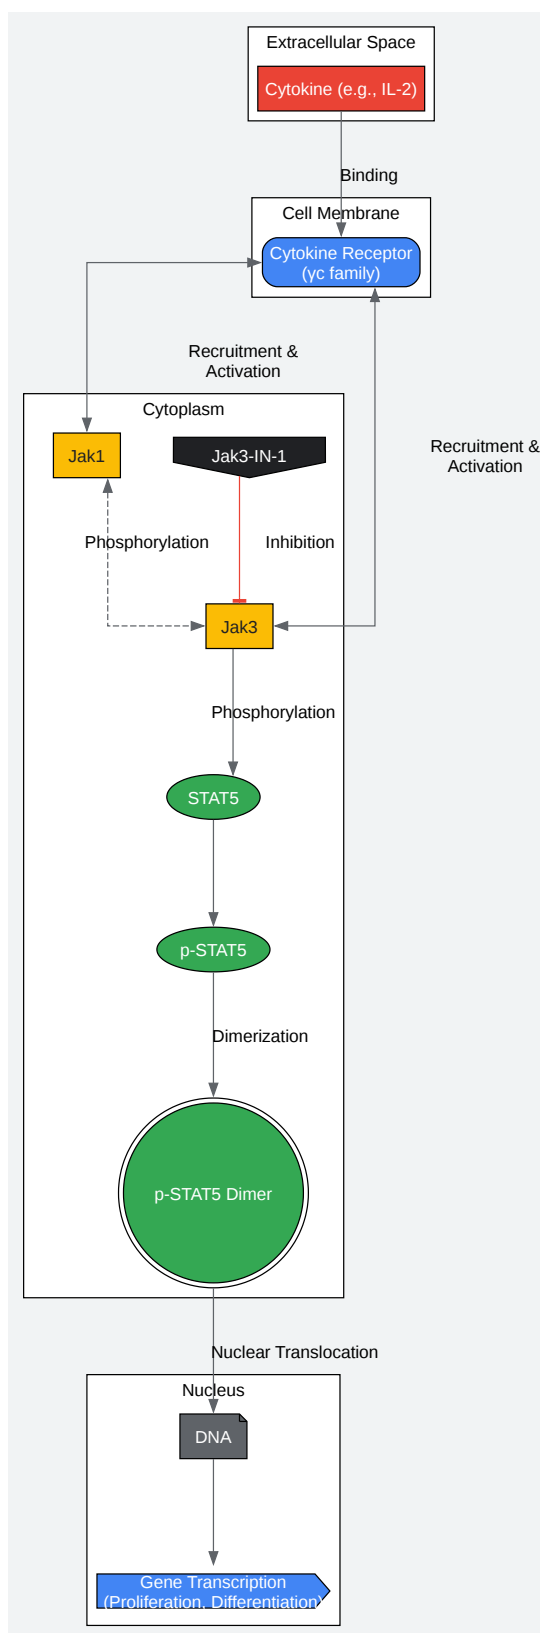 Extracellular Space
Cytokine (e.g., IL-2)
Binding
Cell Membrane
Cytokine Receptor
(γc family)
Recruitment &
Activation
Recruitment &
Activation
Cytoplasm
Jak1
Jak3-IN-1
Phosphorylation
Inhibition
Jak3
Phosphorylation
STAT5
p-STAT5
Dimerization
p-STAT5 Dimer
Nuclear Translocation
Nucleus
DNA
Gene Transcription
(Proliferation, Differentiation)